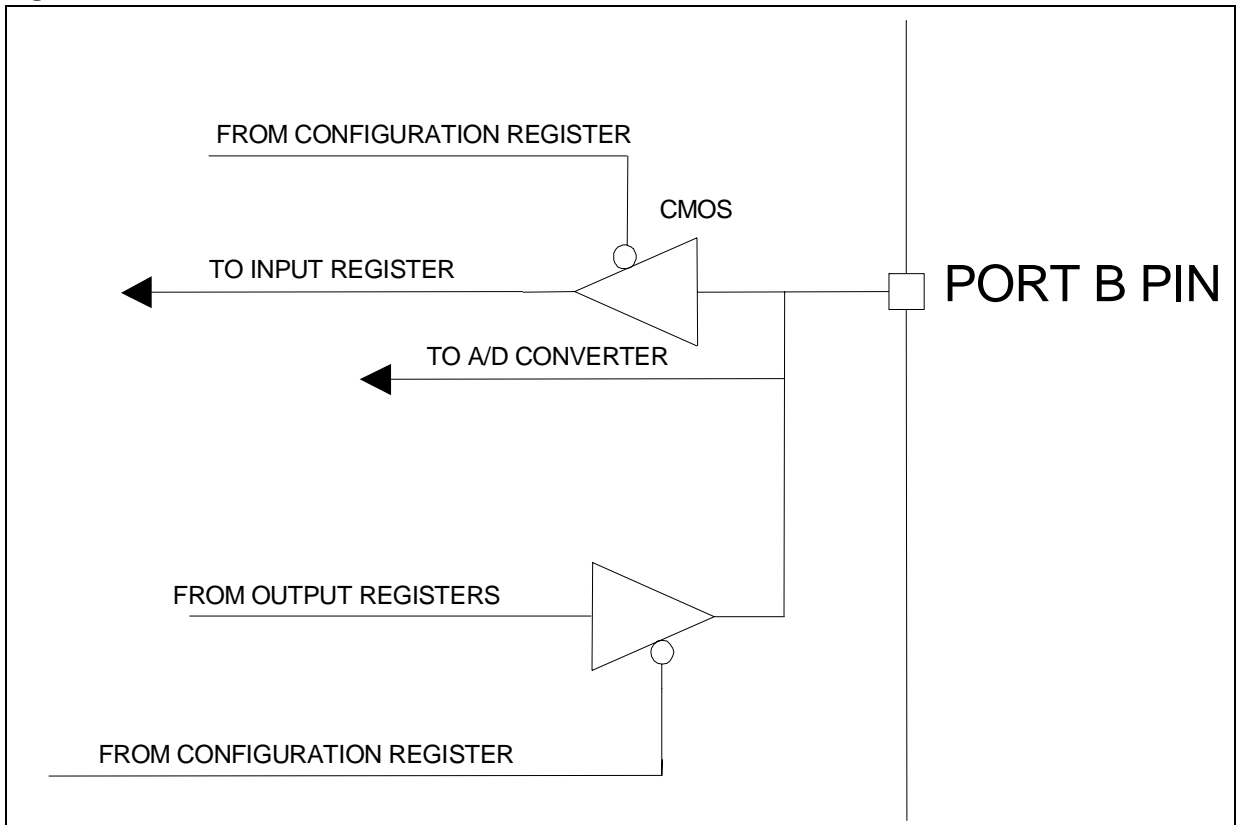 FROM CONFIGURATION REGISTER
CMOS
TO INPUT REGISTER
PORT B PIN
TO A/D CONVERTER
FROM OUTPUT REGISTERS
FROM CONFIGURATION REGISTER